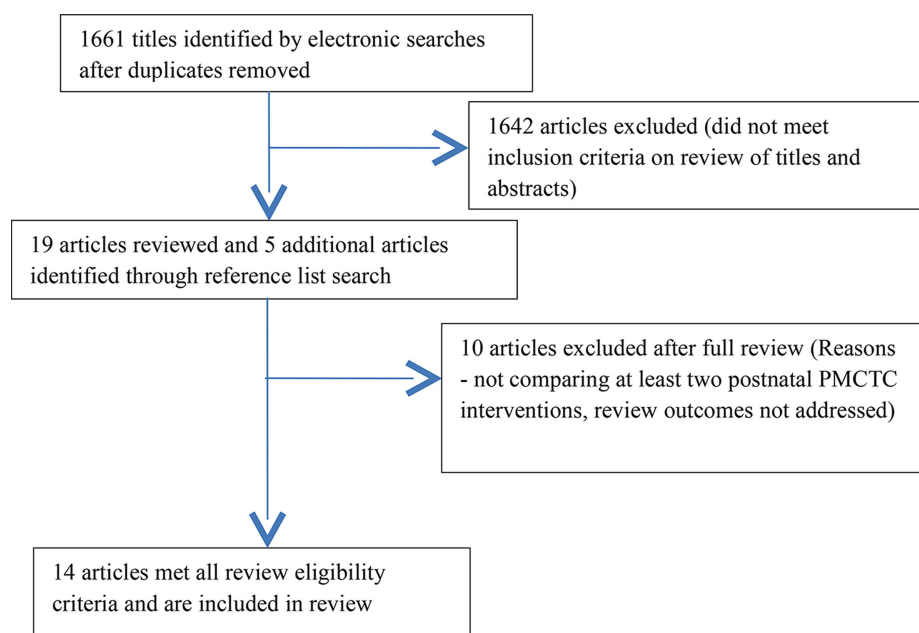 1661 titles identified by electronic searches
after duplicates removed
1642 articles excluded (did not meet
inclusion criteria on review of titles and
abstracts)
19 articles reviewed and 5 additional articles
identified through reference list search
10 articles excluded after full review (Reasons
- not comparing at least two postnatal PMCTC
interventions, review outcomes not addressed)
14 articles met all review eligibility
criteria and are included in review